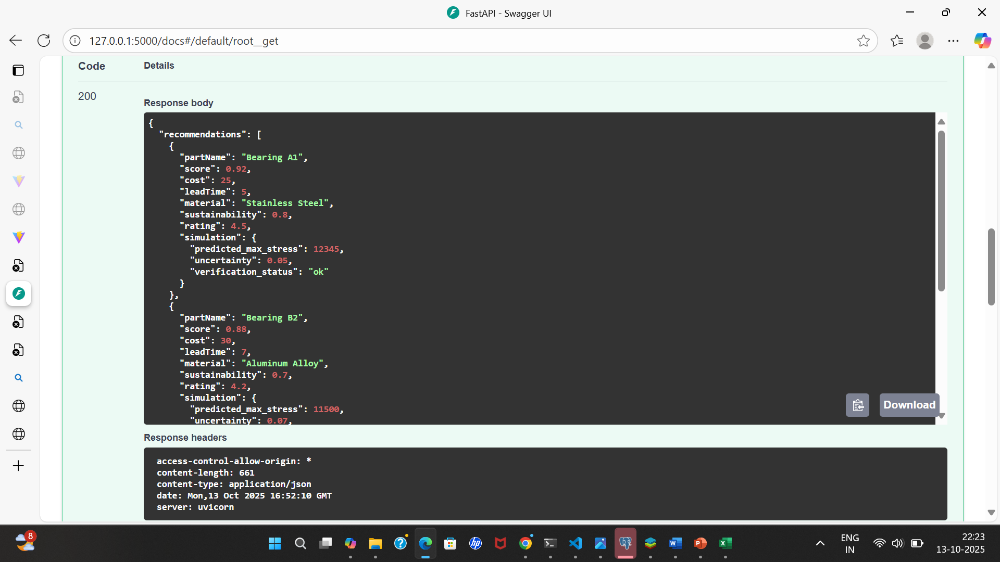 FastAPI - Swagger UI
127.0.0.1:5000/docs#/default/root__get
Code Details
200
Response body
{
"recommendations": [
{
"partName": "Bearing A1",
"score": 0.92,
"cost": 25,
"leadTime": 5,
"material": "Stainless Steel",
"sustainability": 0.8,
"rating": 4.5,
"simulation": {
"predicted_max_stress": 12345,
"uncertainty": 0.05,
"verification_status": "ok"
}
},
{
"partName": "Bearing B2",
"score": 0.88,
"cost": 30,
"leadTime": 7,
"material": "Aluminum Alloy",
"sustainability": 0.7,
"rating": 4.2,
"simulation": {
"predicted_max_stress": 11500,
"uncertainty": 0.07,
Download
Response headers
access-control-allow-origin: *
content-length: 661
content-type: application/json
date: Mon,13 Oct 2025 16:52:10 GMT
server: uvicorn
8
hp
W
P
X
ENG
IN
22:23
13-10-2025